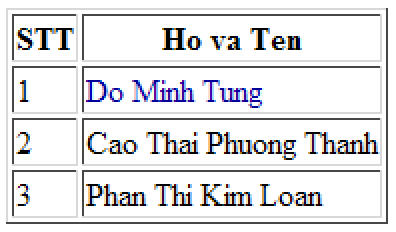 STT Ho va Ten
1 Do Minh Tung
2 Cao Thai Phuong Thanh
3 Phan Thi Kim Loan